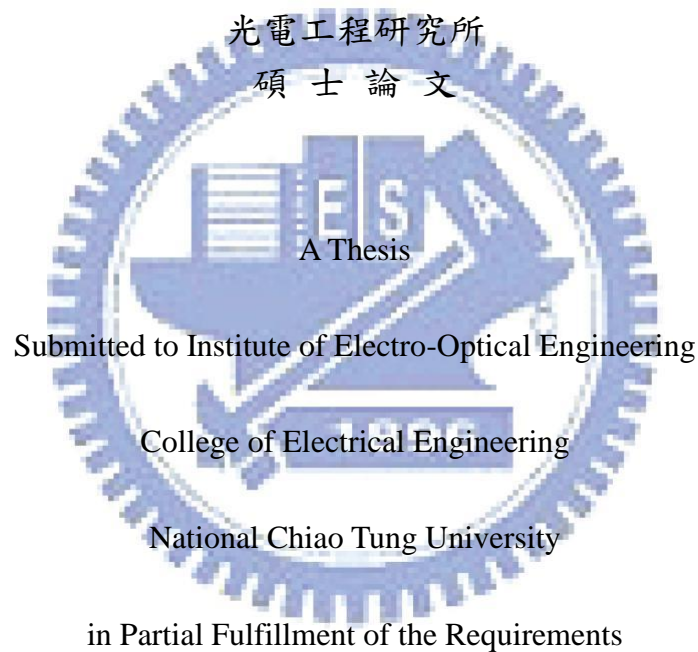 光電工程研究所
碩 士 論 文
E S A
A Thesis
Submitted to Institute of Electro-Optical Engineering
College of Electrical Engineering
1896
National Chiao Tung University
in Partial Fulfillment of the Requirements